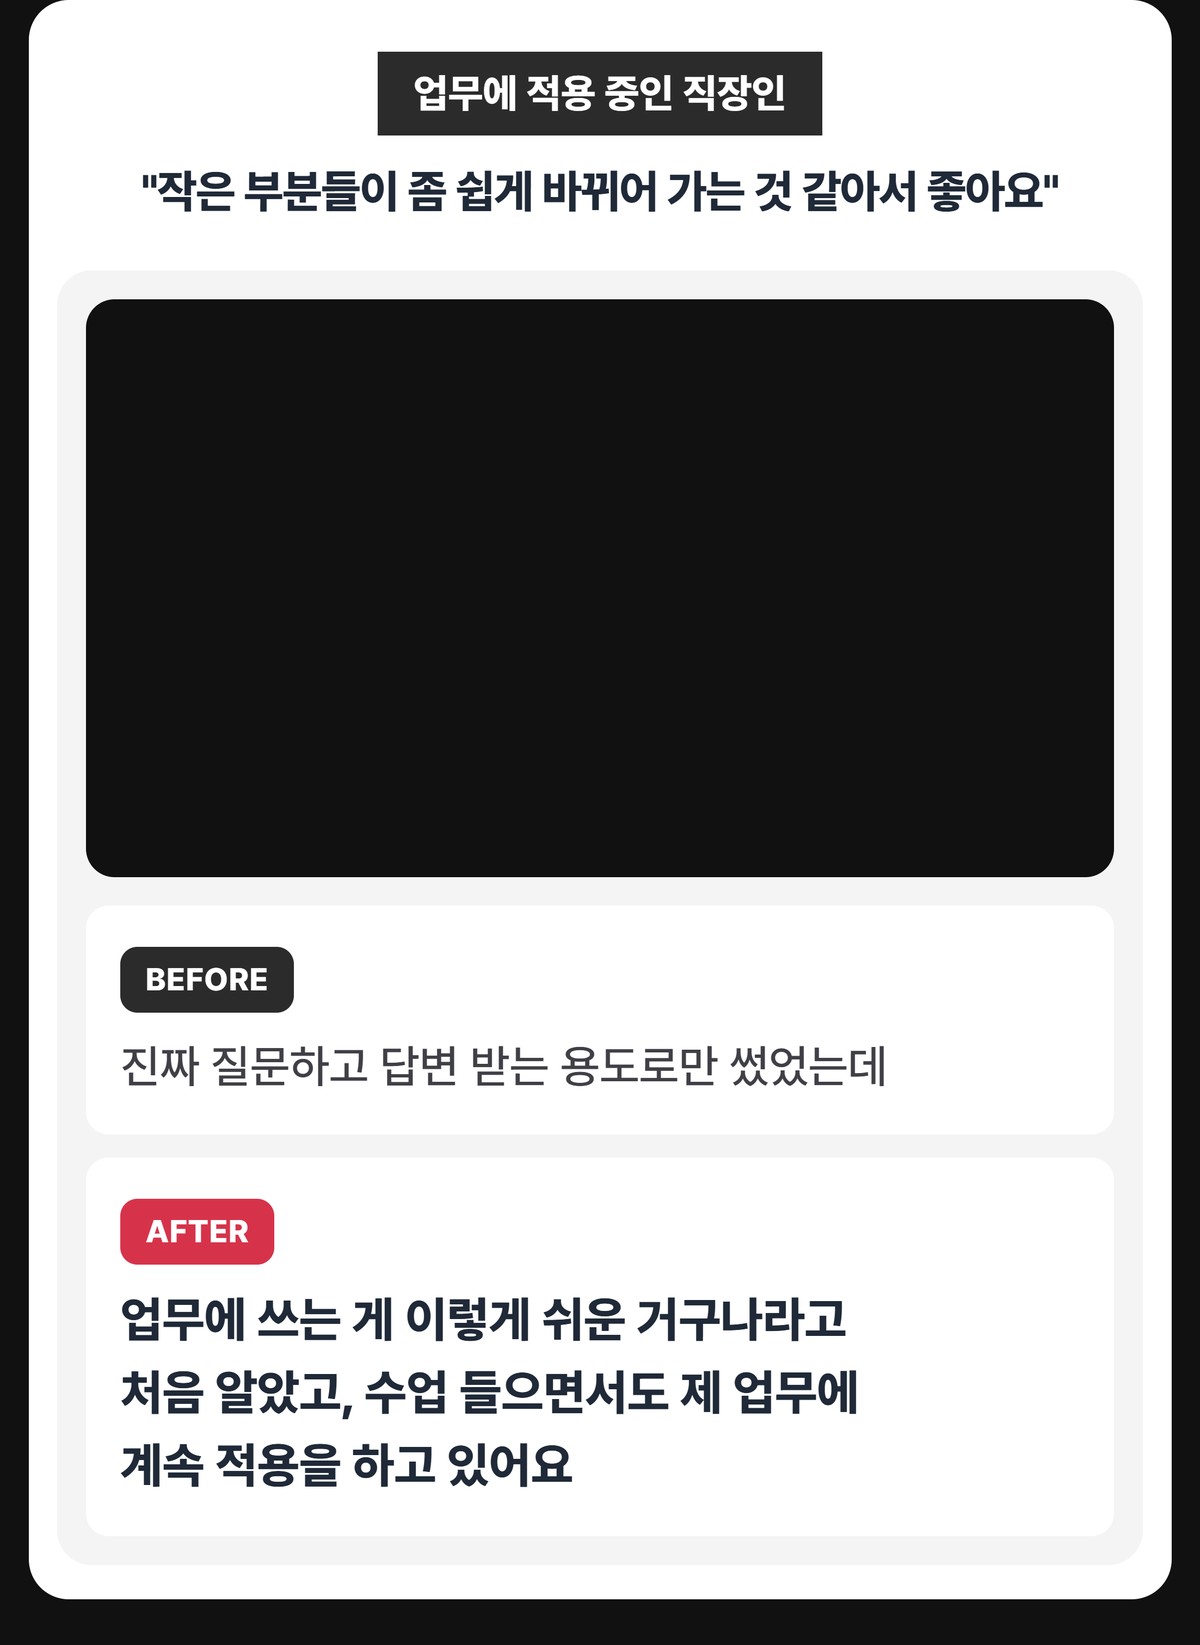 업무에 적용 중인 직장인
"작은 부분들이 좀 쉽게 바뀌어 가는 것 같아서 좋아요"
BEFORE
진짜 질문하고 답변 받는 용도로만 썼었는데
AFTER
업무에 쓰는 게 이렇게 쉬운 거구나라고
처음 알았고, 수업 들으면서도 제 업무에
계속 적용을 하고 있어요